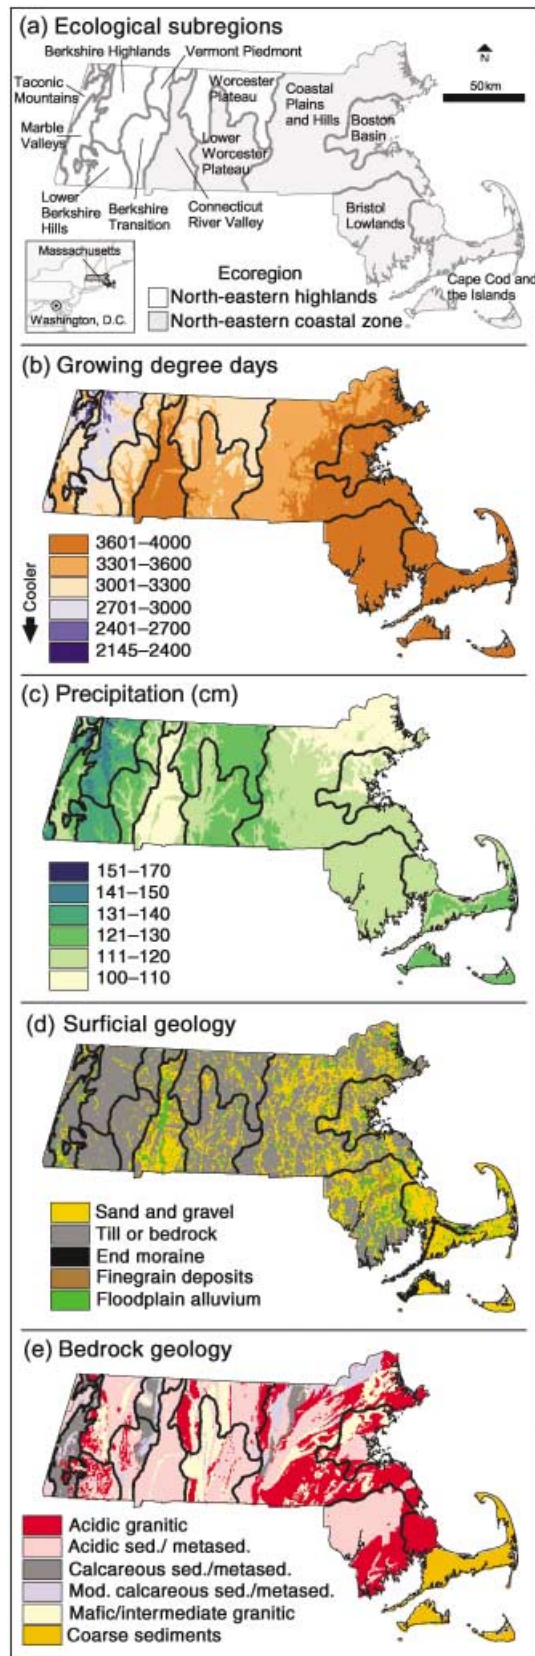 (a) Ecological subregions
Berkshire Highlands
Vermont Piedmont
N
Taconic
Mountains
Worcester
Plateau
Coastal
Plains
and Hills
50km
Marble
Valleys
Boston
Basin
Lower
Worcester
Plateau
Lower
Berkshire
Hills
Berkshire
Transition
Connecticut
River Valley
Bristol
Lowlands
Massachusetts
Washington, D.C.
Ecoregion
North-eastern highlands
North-eastern coastal zone
Cape Cod and
the Islands
(b) Growing degree days
Cooler
3601–4000
3301–3600
3001–3300
2701–3000
2401–2700
2145–2400
(c) Precipitation (cm)
151–170
141–150
131–140
121–130
111–120
100–110
(d) Surficial geology
Sand and gravel
Till or bedrock
End moraine
Finegrain deposits
Floodplain alluvium
(e) Bedrock geology
Acidic granitic
Acidic sed./ metased.
Calcareous sed./metased.
Mod. calcareous sed./metased.
Mafic/intermediate granitic
Coarse sediments